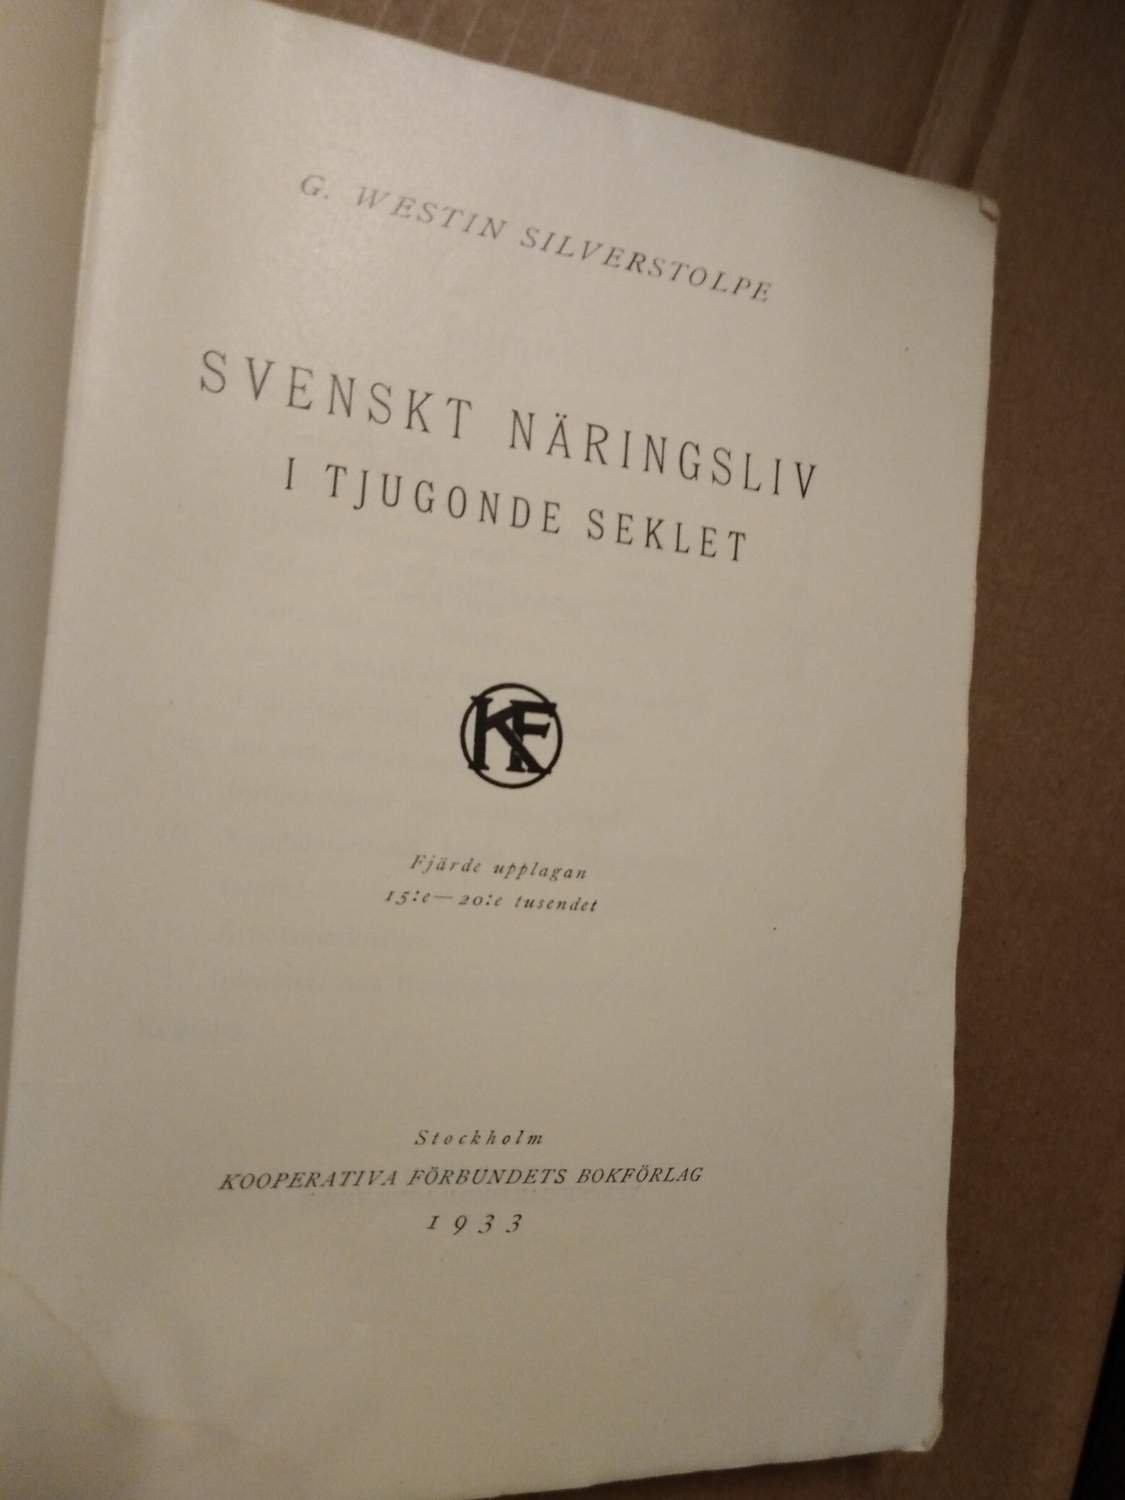 G. WESTIN SILVERSTOLPE
SVENSKT NÄRINGSLIV
I TJUGONDE SEKLET
KF
Fjärde upplagan
15:e—20:e tusendet
Stockholm
KOOPERATIVA FÖRBUNDETS BOKFÖRLAG
1933